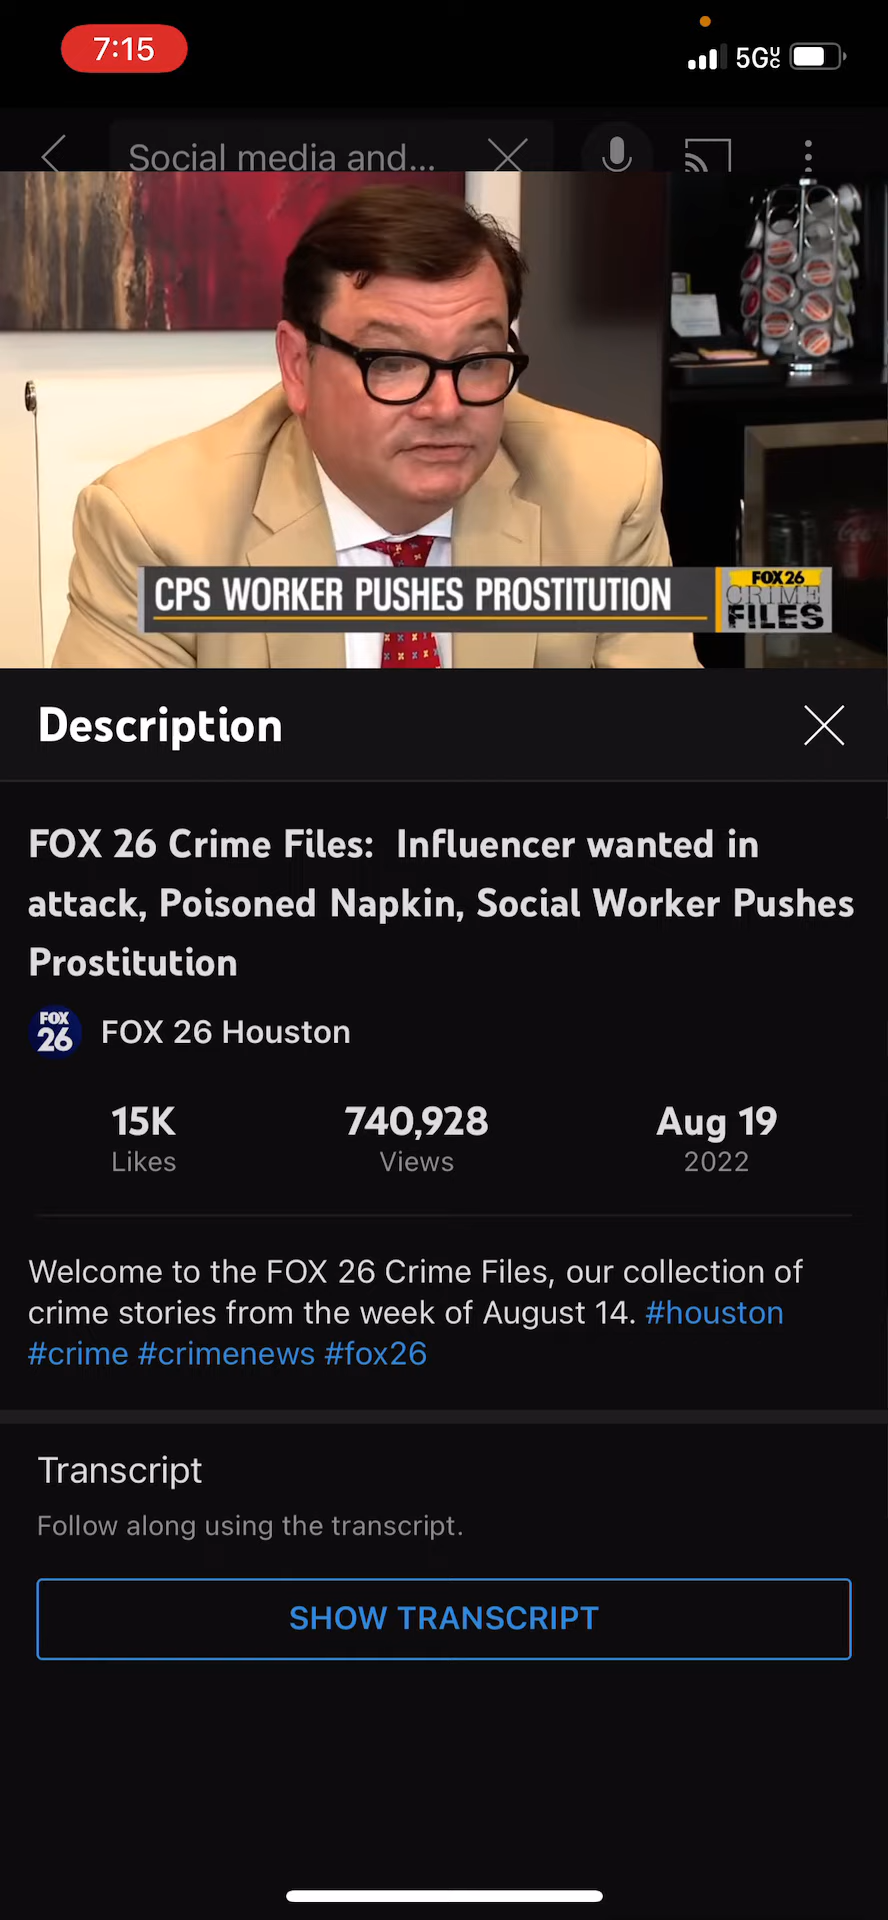 7:15
5GUC
Social media and...
CPS WORKER PUSHES PROSTITUTION
FOX 26
CRIME
FILES
Description
FOX 26 Crime Files: Influencer wanted in
attack, Poisoned Napkin, Social Worker Pushes
Prostitution
FOX
26
FOX 26 Houston
15K
740,928
Aug 19
Likes
Views
2022
Welcome to the FOX 26 Crime Files, our collection of
crime stories from the week of August 14. #houston
#crime #crimenews #fox26
Transcript
Follow along using the transcript.
SHOW TRANSCRIPT